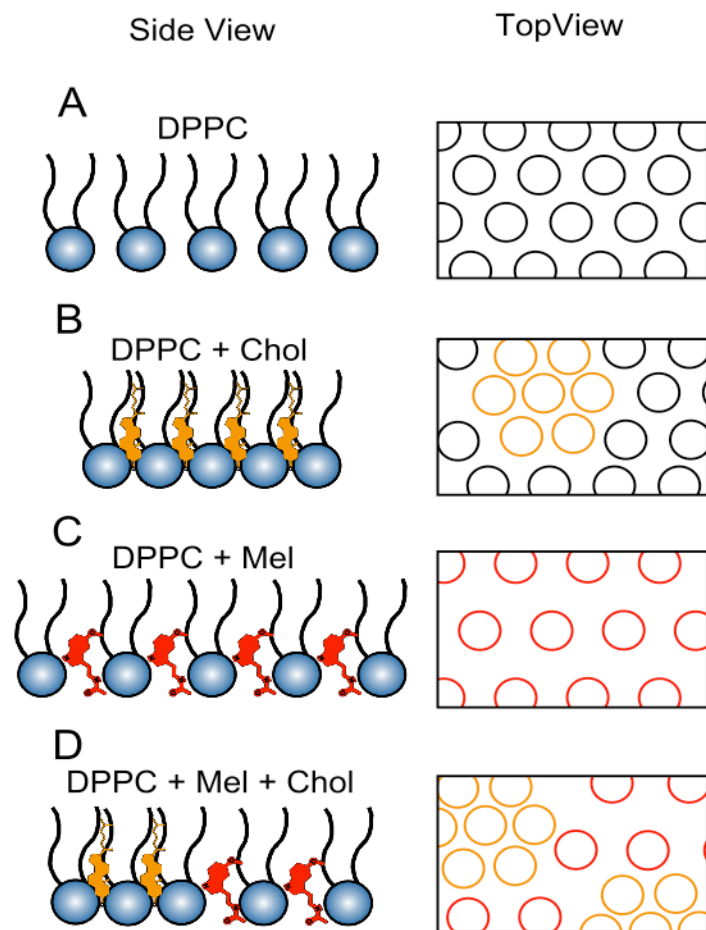 Side View
TopView
A
DPPC
B
DPPC + Chol
C
DPPC + Mel
D
DPPC + Mel + Chol